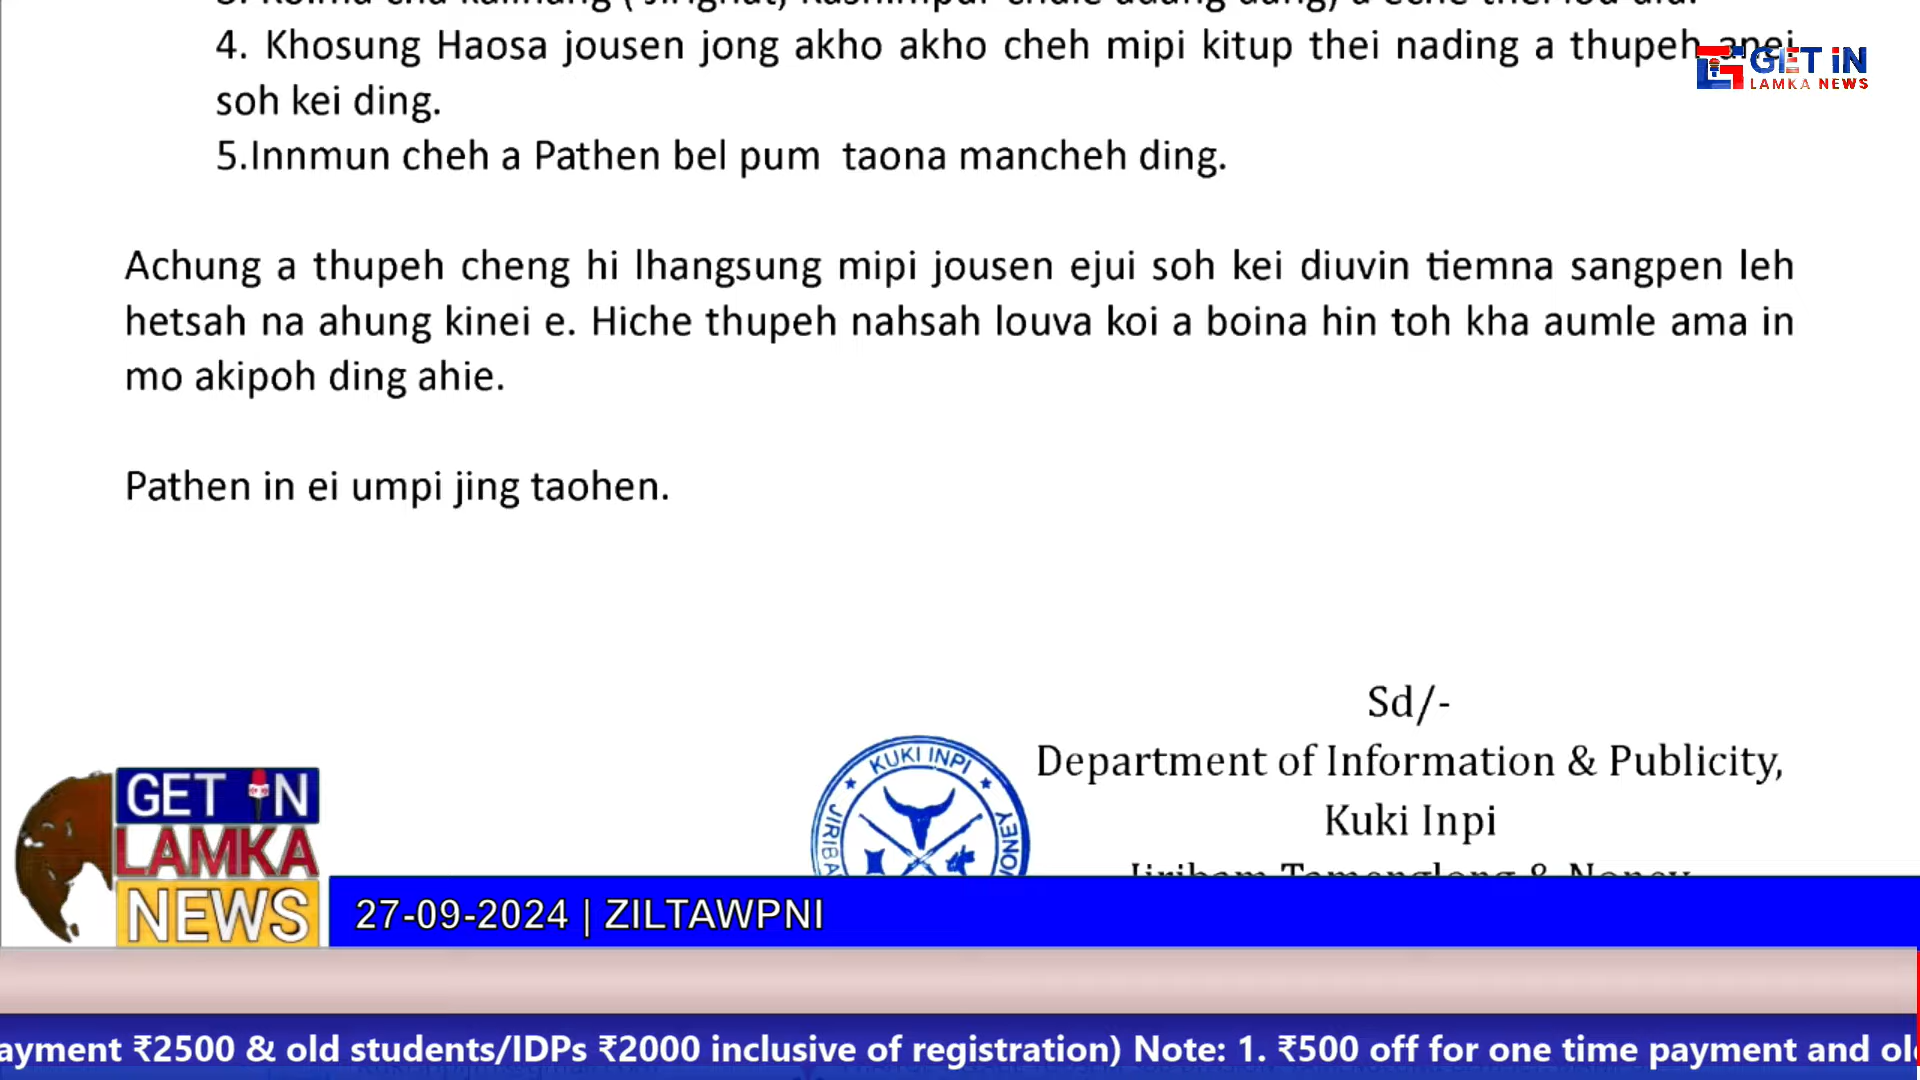 4. Khosung Haosa jousen jong akho akho cheh mipi kitup thei nading a thupeh anei
soh kei ding.
5.Innmun cheh a Pathen bel pum taona mancheh ding.
Achung a thupeh cheng hi lhangsung mipi jousen ejui soh kei diuvin tiemna sangpen leh
hetsah na ahung kinei e. Hiche thupeh nahsah louva koi a boina hin toh kha aumle ama in
mo akipoh ding ahie.
Pathen in ei umpi jing taohen.
Sd/-
Department of Information & Publicity,
Kuki Inpi
Jiribam Tamenglong & Noney
KUKI INPI
GET iN
LAMKA NEWS
GET IN
LAMKA
NEWS
27-09-2024 | ZILTAWPNI
₹2500 & old students/IDPs ₹2000 inclusive of registration) Note: 1. ₹500 off for one time payment and